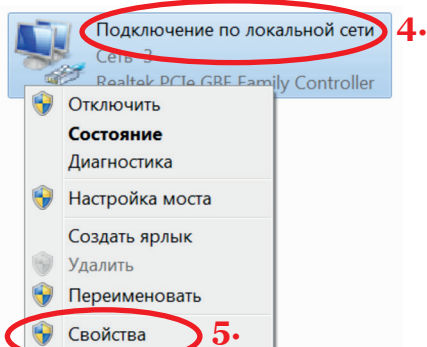 Подключение по локальной сети 4.
Сеть 3
Realtek PCIe GBE Family Controller
Отключить
Состояние
Диагностика
Настройка моста
Создать ярлык
Удалить
Переименовать
Свойства 5.